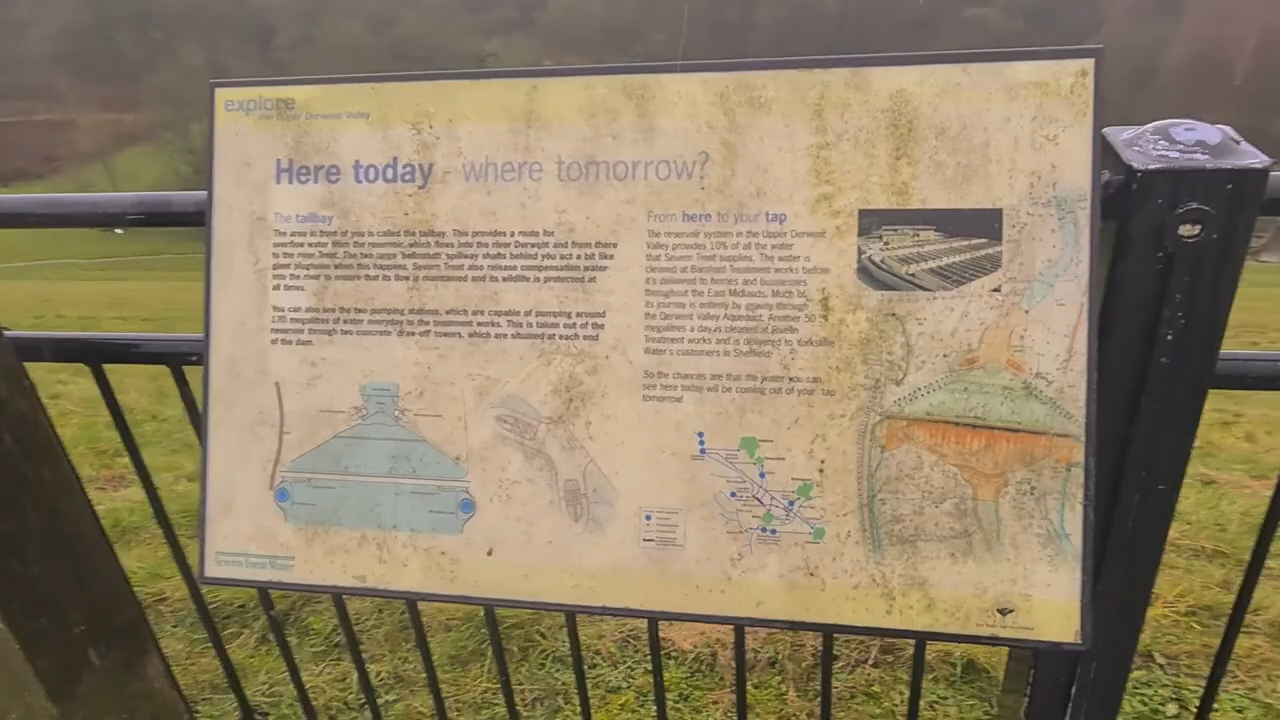 explore
the Upper Derwent Valley
Here today - where tomorrow?
The tailbay
The area in front of you is called the tailbay. This provides a route for
overflow water from the reservoir, which flows into the river Derwent and from there
to the river Trent. The two large 'bellmouth' spillway shafts behind you act a bit like
giant plugholes when this happens. Severn Trent also release compensation water
into the river to ensure that its flow is maintained and its wildlife is protected at
all times.
You can also see the two pumping stations, which are capable of pumping around
170 megalitres of water everyday to the treatment works. This is taken out of the
reservoir through two concrete 'draw-off' towers, which are situated at each end
of the dam.
From here to your tap
The reservoir system in the Upper Derwent
Valley provides 10% of all the water
that Severn Trent supplies. The water is
cleaned at Bamford Treatment works before
it's delivered to homes and businesses
throughout the East Midlands. Much of
its journey is entirely by gravity through
the Derwent Valley Aqueduct. Another 50
megalitres a day is cleaned at Rivelin
Treatment works and is delivered to Yorkshire
Water's customers in Sheffield.
So the chances are that the water you can
see here today will be coming out of your tap
tomorrow!
Severn Trent Water